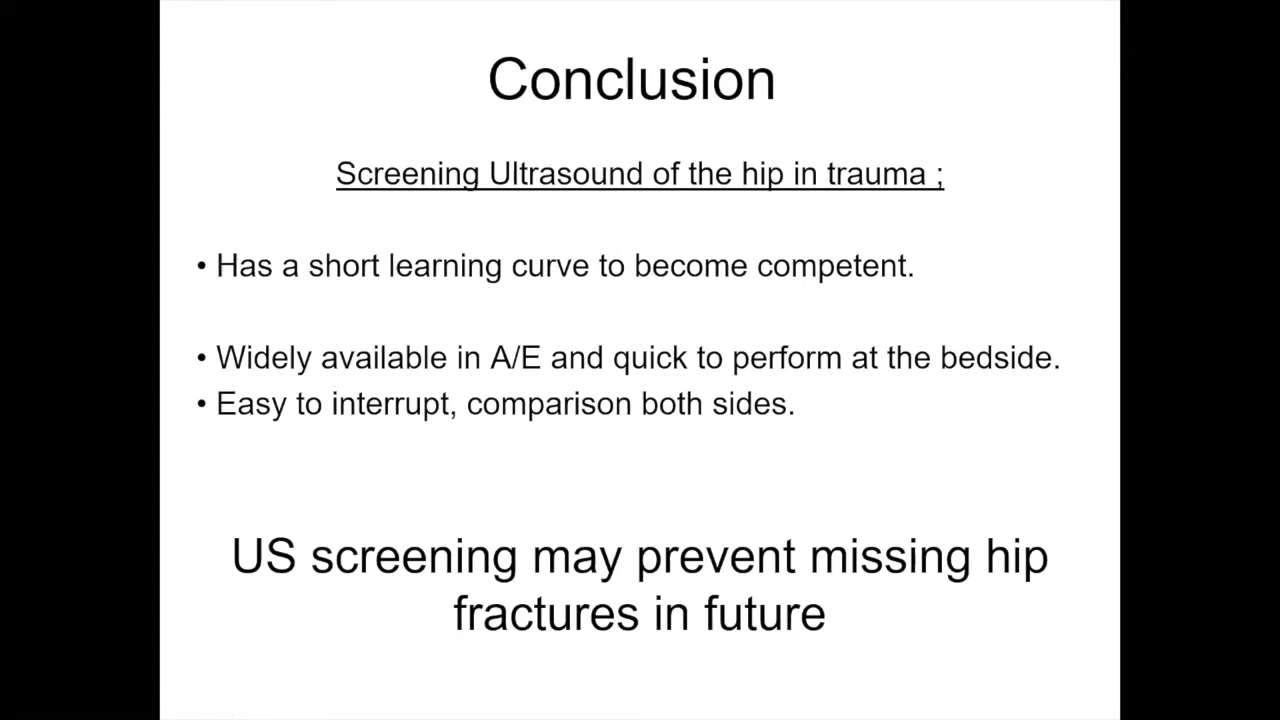 Conclusion
Screening Ultrasound of the hip in trauma ;
• Has a short learning curve to become competent.
• Widely available in A/E and quick to perform at the bedside.
• Easy to interrupt, comparison both sides.
US screening may prevent missing hip
fractures in future